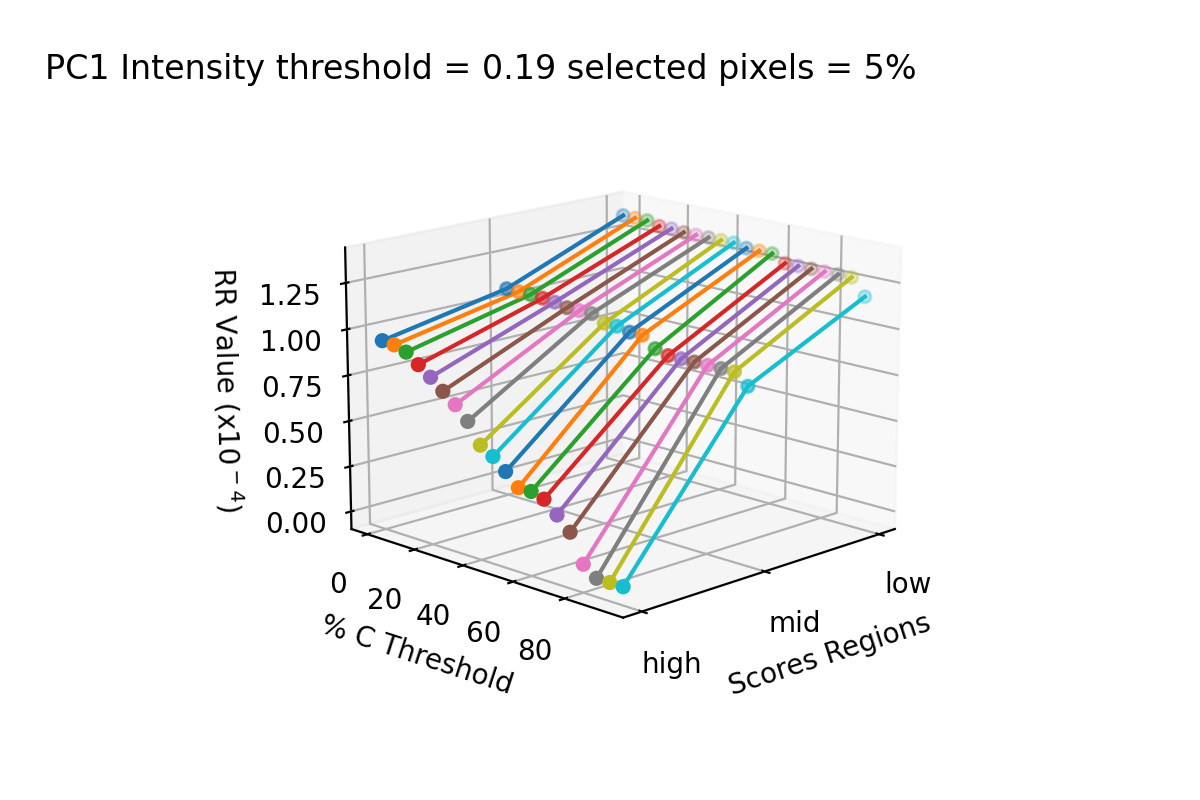 PC1 Intensity threshold = 0.19 selected pixels = 5%
RR Value (x10⁻⁴)
1.25
1.00
0.75
0.50
0.25
0.00
0
20
40
60
80
% C Threshold
high
mid
low
Scores Regions